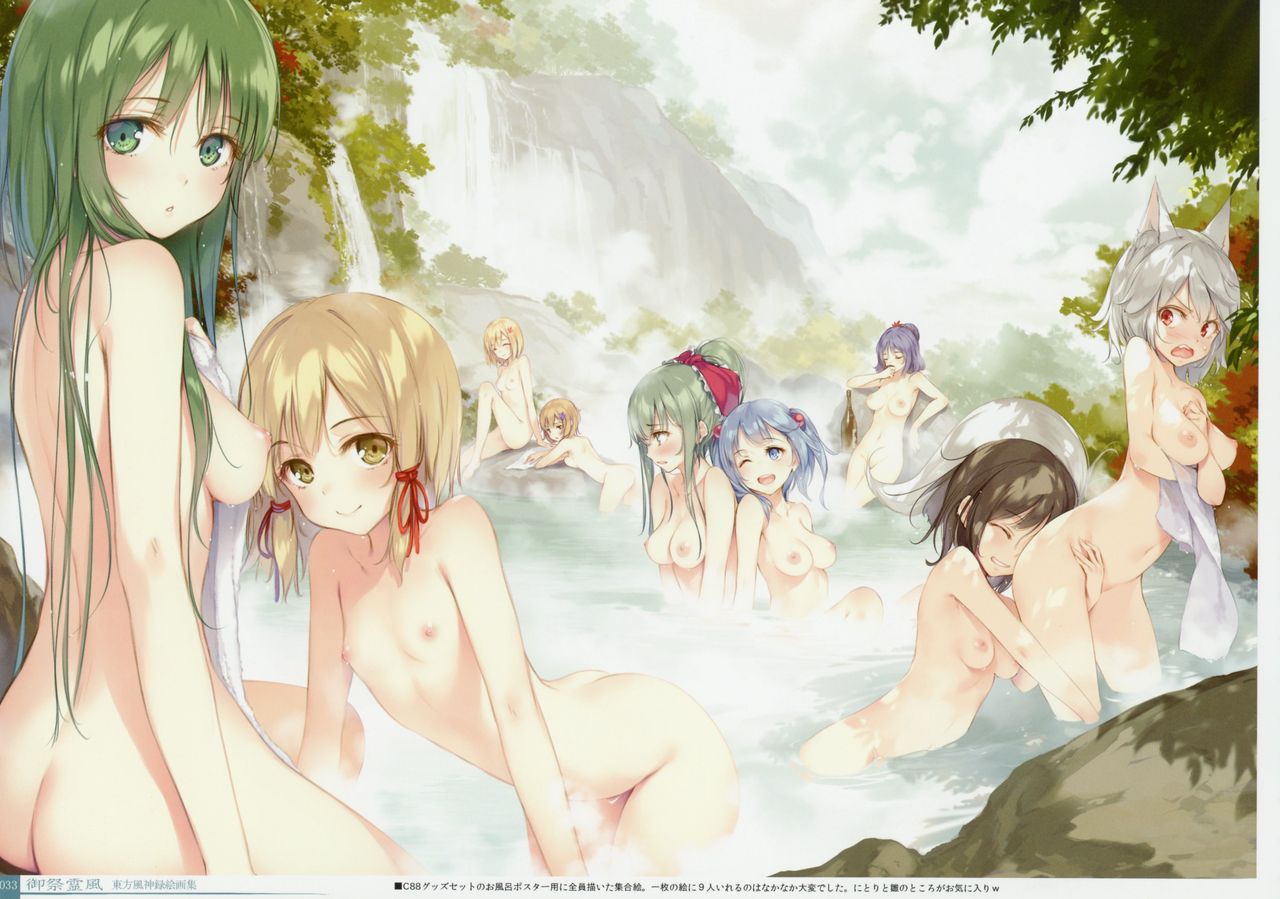 033 御祭霊風 東方風神録絵画集
■C88グッズセットのお風呂ポスター用に全員描いた集合絵。一枚の絵に９人いれるのはなかなか大変でした。にとりと雛のところがお気に入りｗ